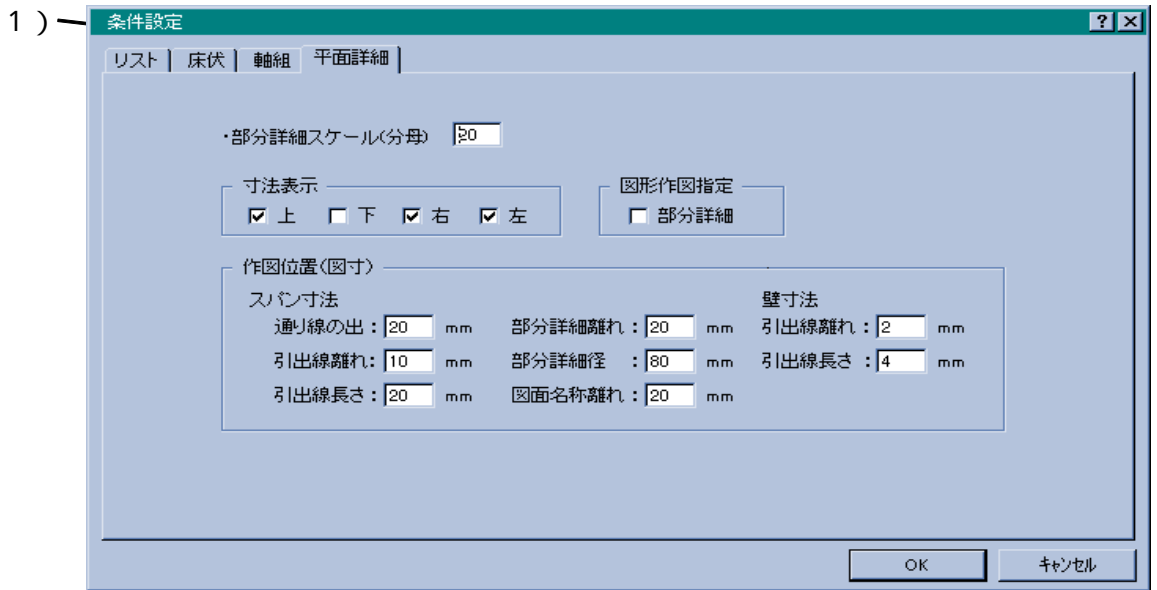 1）
条件設定
リスト 床伏 軸組 平面詳細
・部分詳細スケール(分母) 20
寸法表示 図形作図指定
上 下 右 左 部分詳細
作図位置(図寸)
スパン寸法 壁寸法
通り線の出：20 mm 部分詳細離れ：20 mm 引出線離れ：2 mm
引出線離れ：10 mm 部分詳細径 ：80 mm 引出線長さ：4 mm
引出線長さ：20 mm 図面名称離れ：20 mm
OK キャンセル